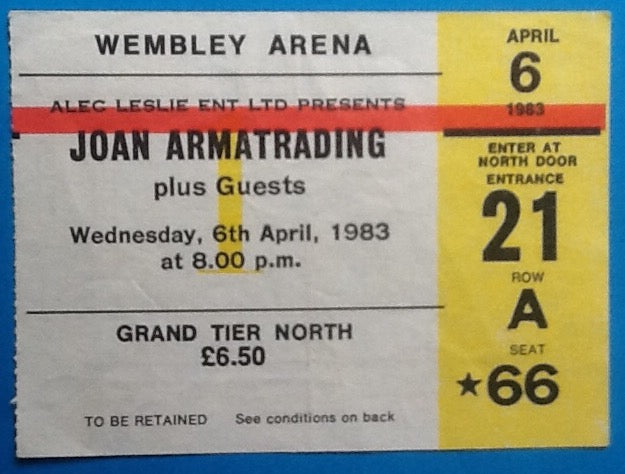 WEMBLEY ARENA
ALEC LESLIE ENT LTD PRESENTS
JOAN ARMATRADING
plus Guests
Wednesday, 6th April, 1983
at 8.00 p.m.
GRAND TIER NORTH
£6.50
TO BE RETAINED See conditions on back
APRIL
6
1983
ENTER AT
NORTH DOOR
ENTRANCE
21
ROW
A
SEAT
★66